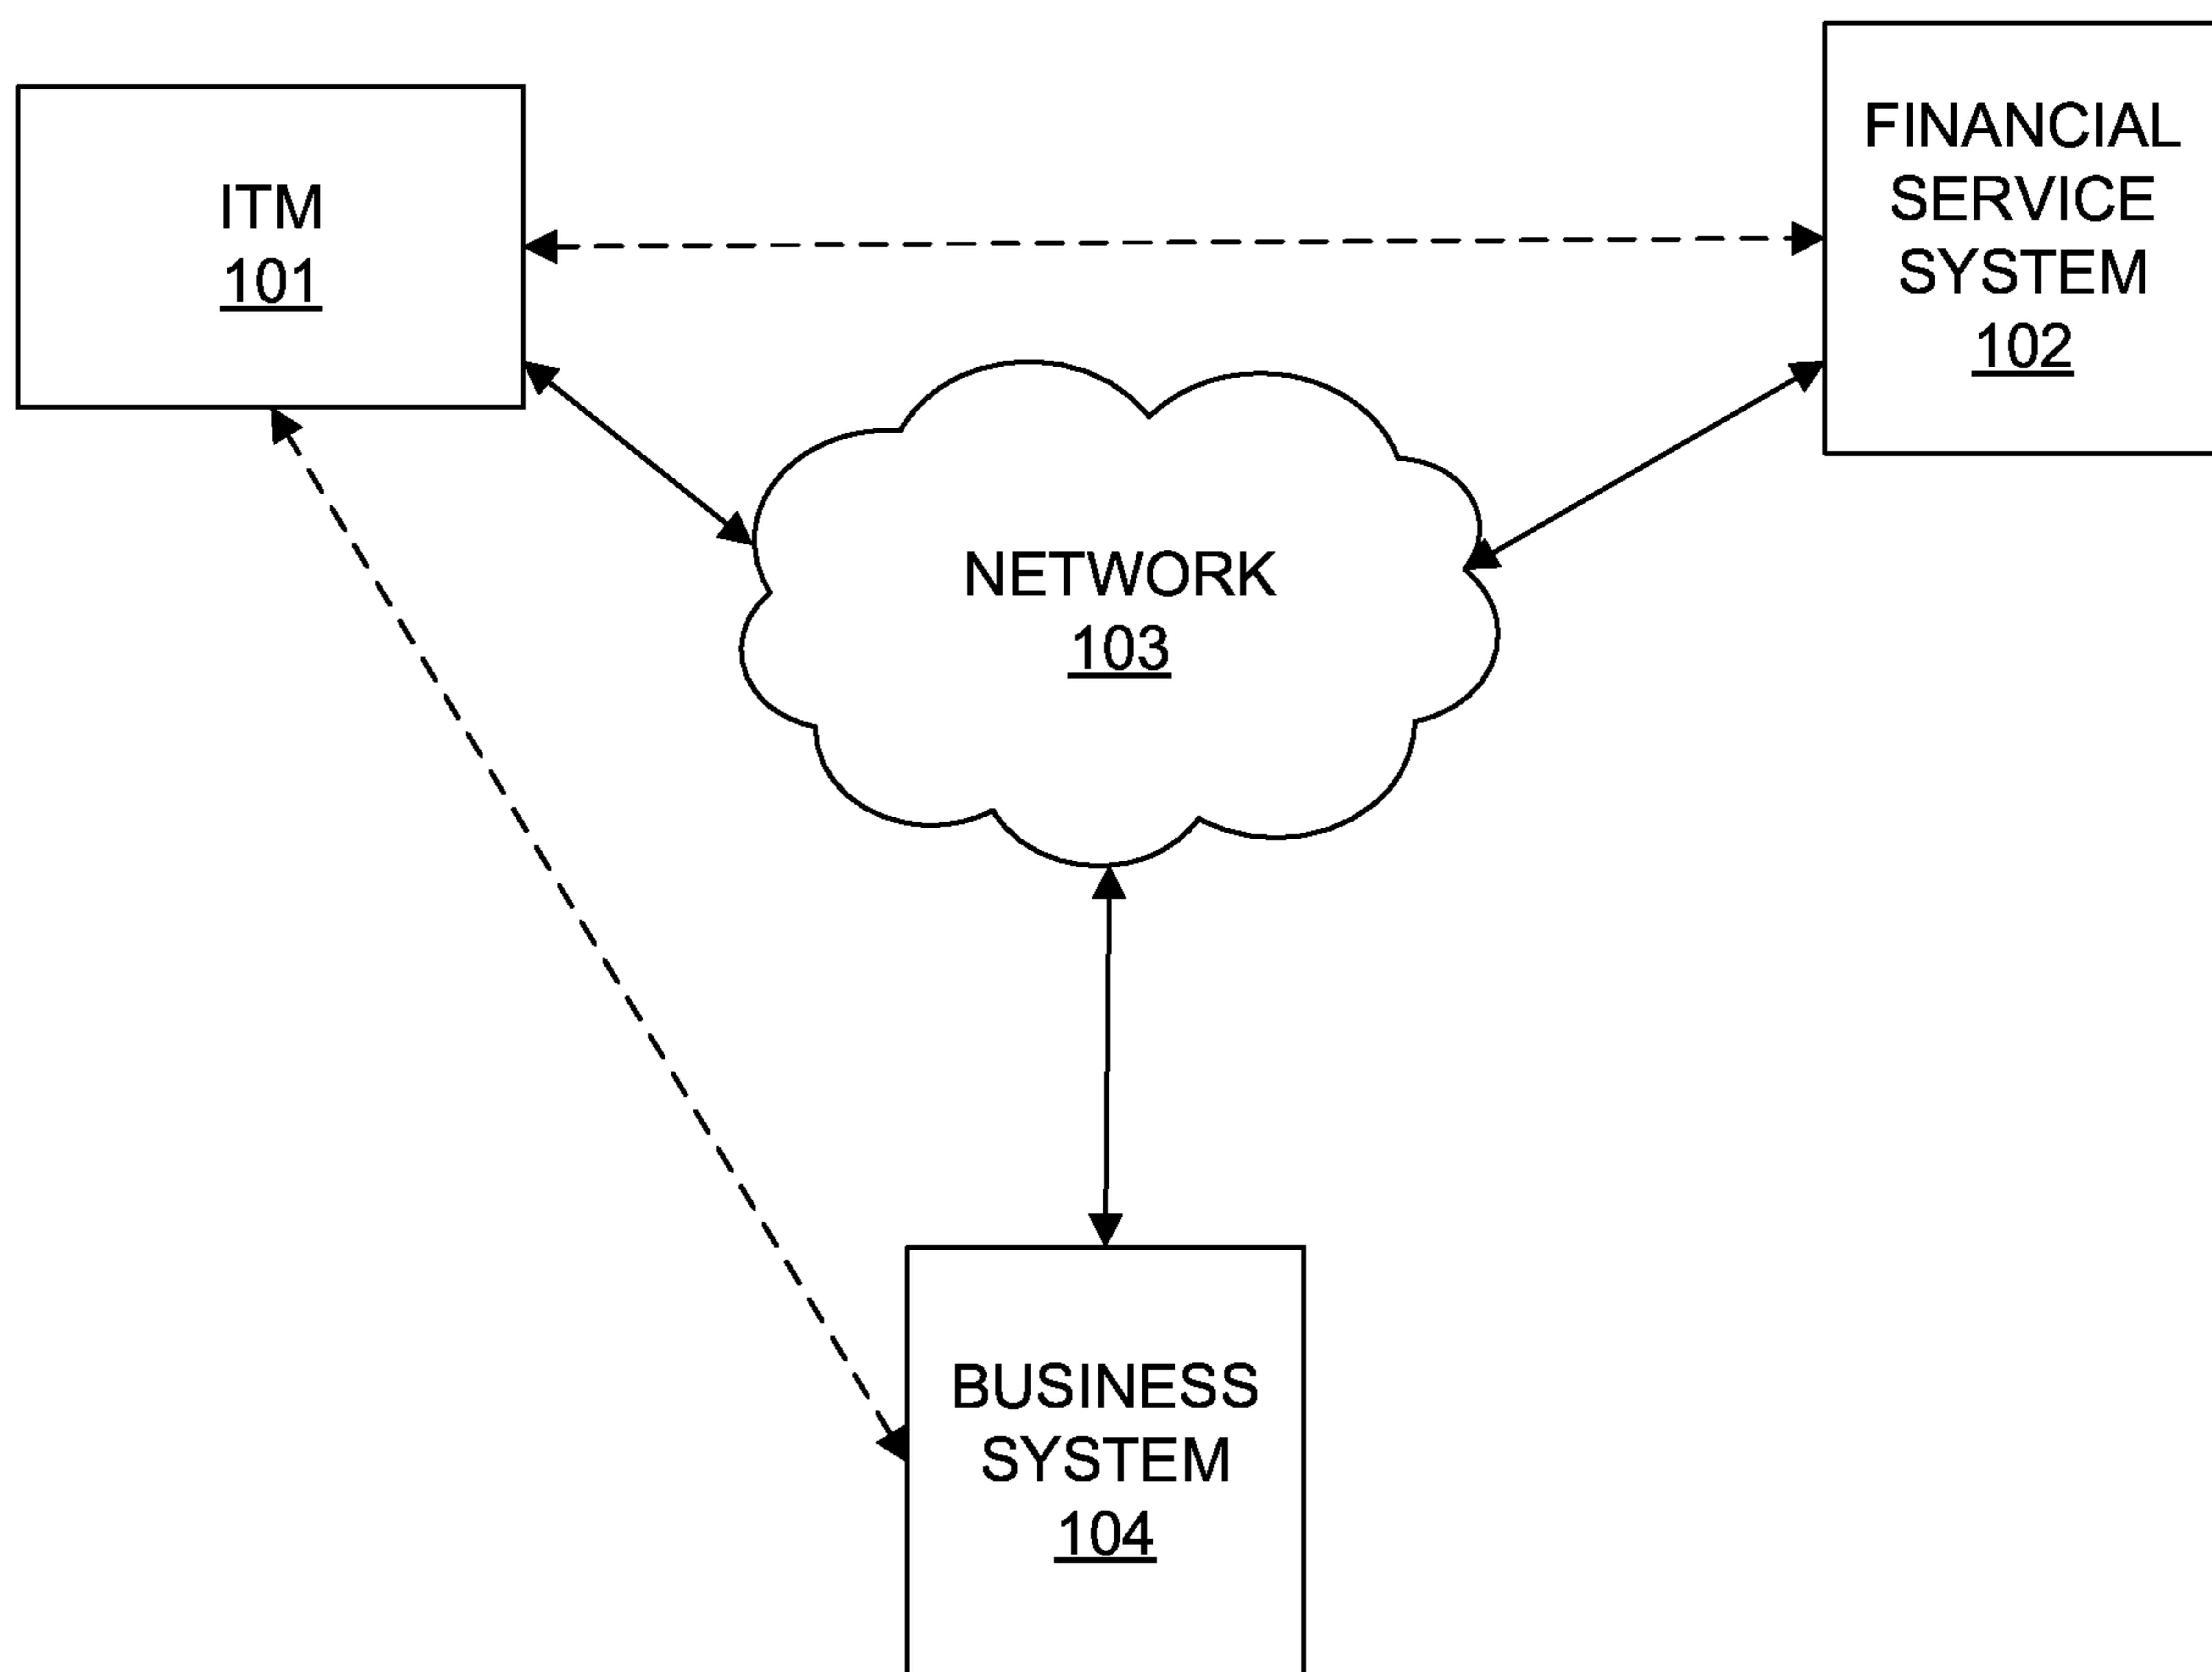 ITM
101
FINANCIAL
SERVICE
SYSTEM
102
NETWORK
103
BUSINESS
SYSTEM
104